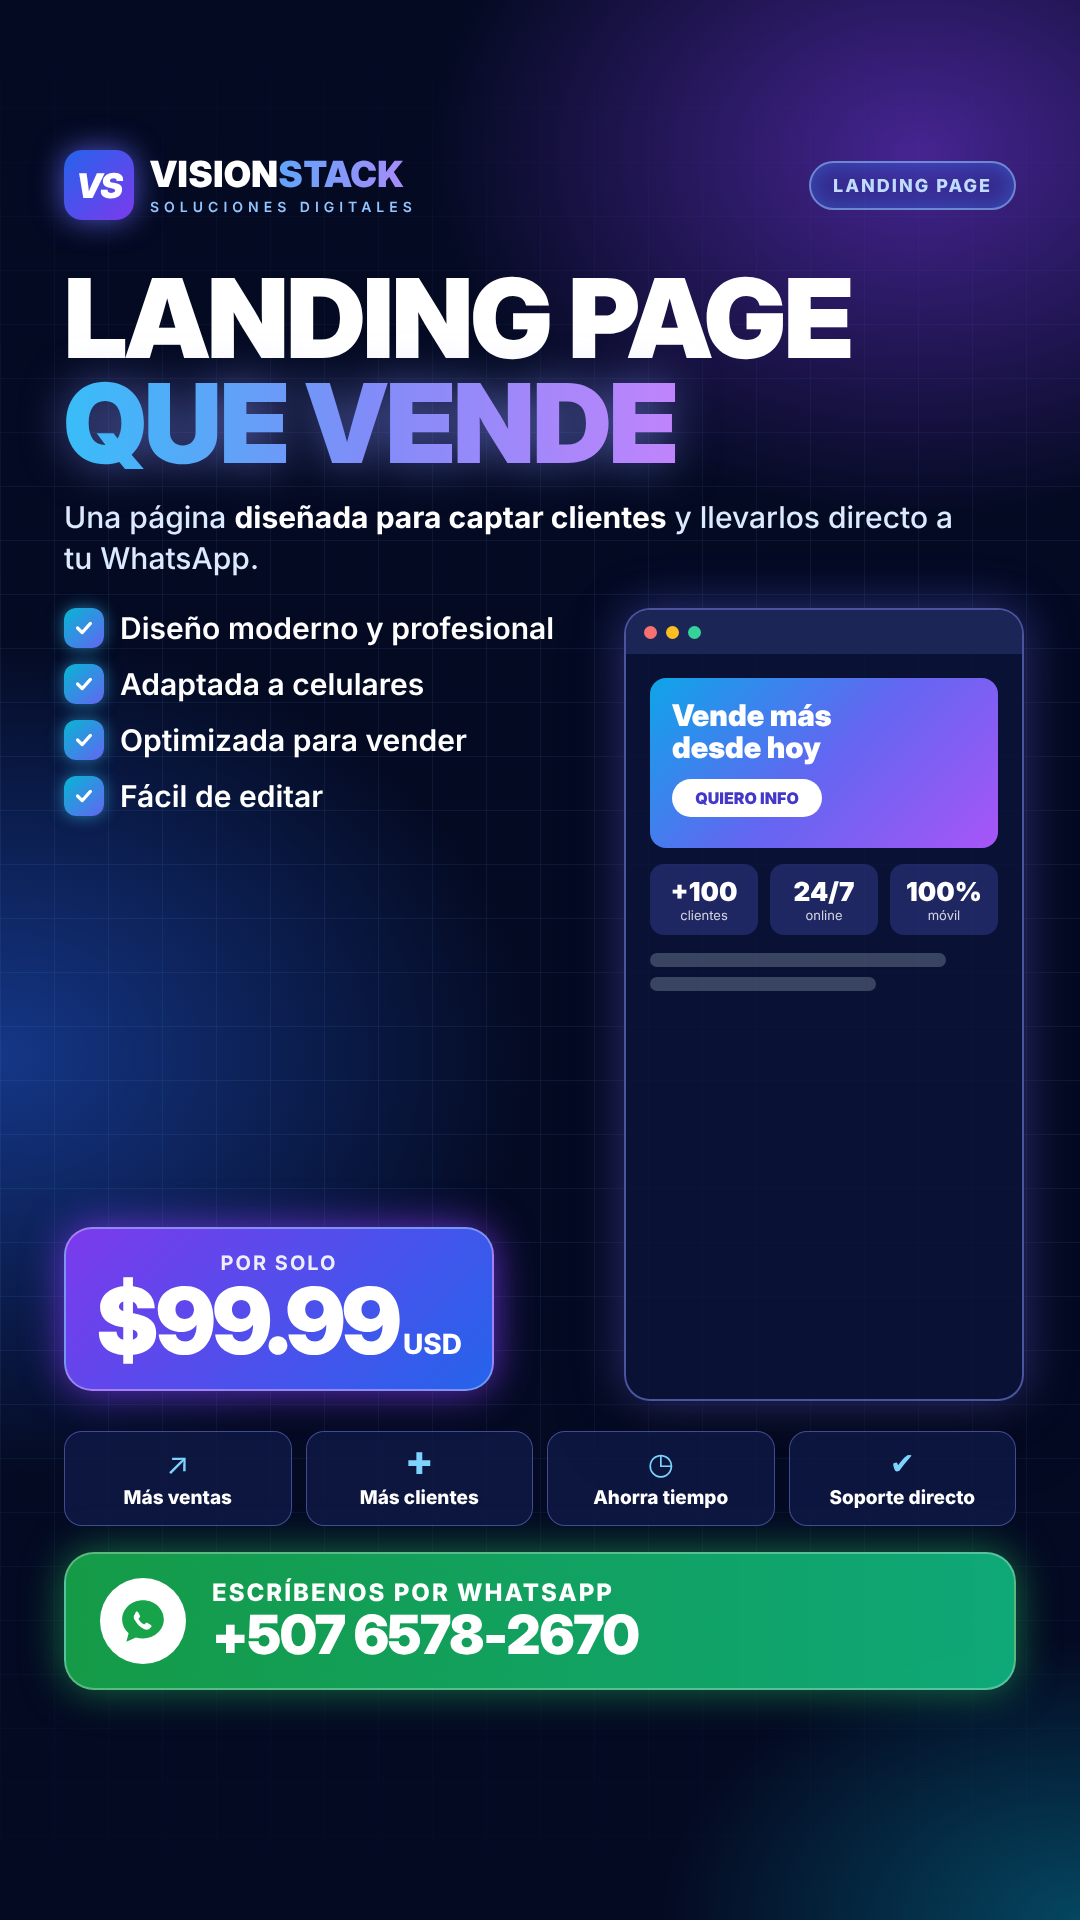 VS
VISIONSTACK
SOLUCIONES DIGITALES
LANDING PAGE
LANDING PAGE
QUE VENDE
Una página diseñada para captar clientes y llevarlos directo a
tu WhatsApp.
Diseño moderno y profesional
Adaptada a celulares
Optimizada para vender
Fácil de editar
Vende más
desde hoy
QUIERO INFO
+100
clientes
24/7
online
100%
móvil
POR SOLO
$99.99 USD
Más ventas
Más clientes
Ahorra tiempo
Soporte directo
ESCRÍBENOS POR WHATSAPP
+507 6578-2670